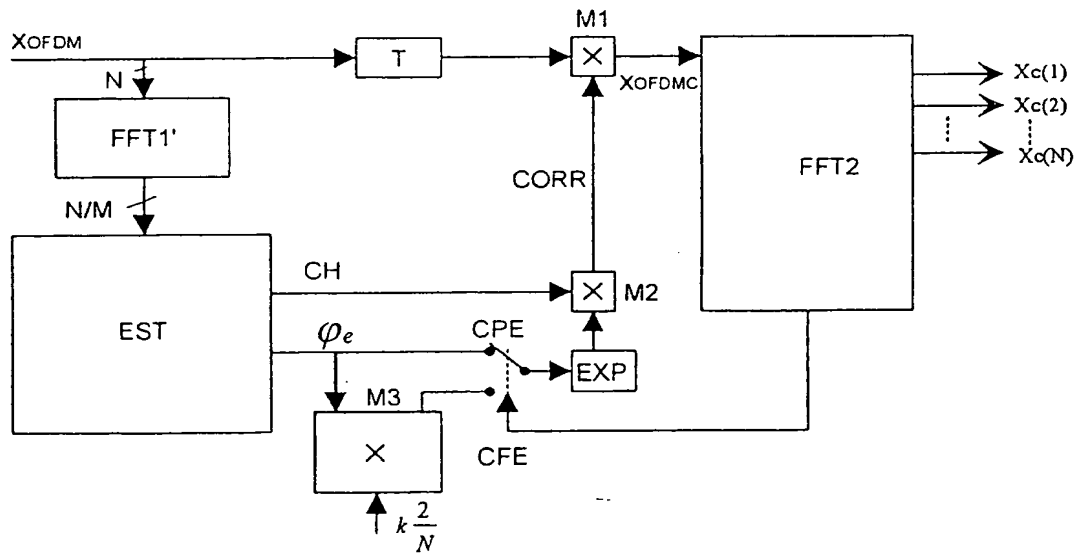 M1
XOFDM
T
×
XOFDMC
N
FFT1'
N/M
Xc(1)
Xc(2)
Xc(N)
FFT2
CORR
CH
×
M2
EST
φe
CPE
EXP
M3
×
CFE
k 2/N